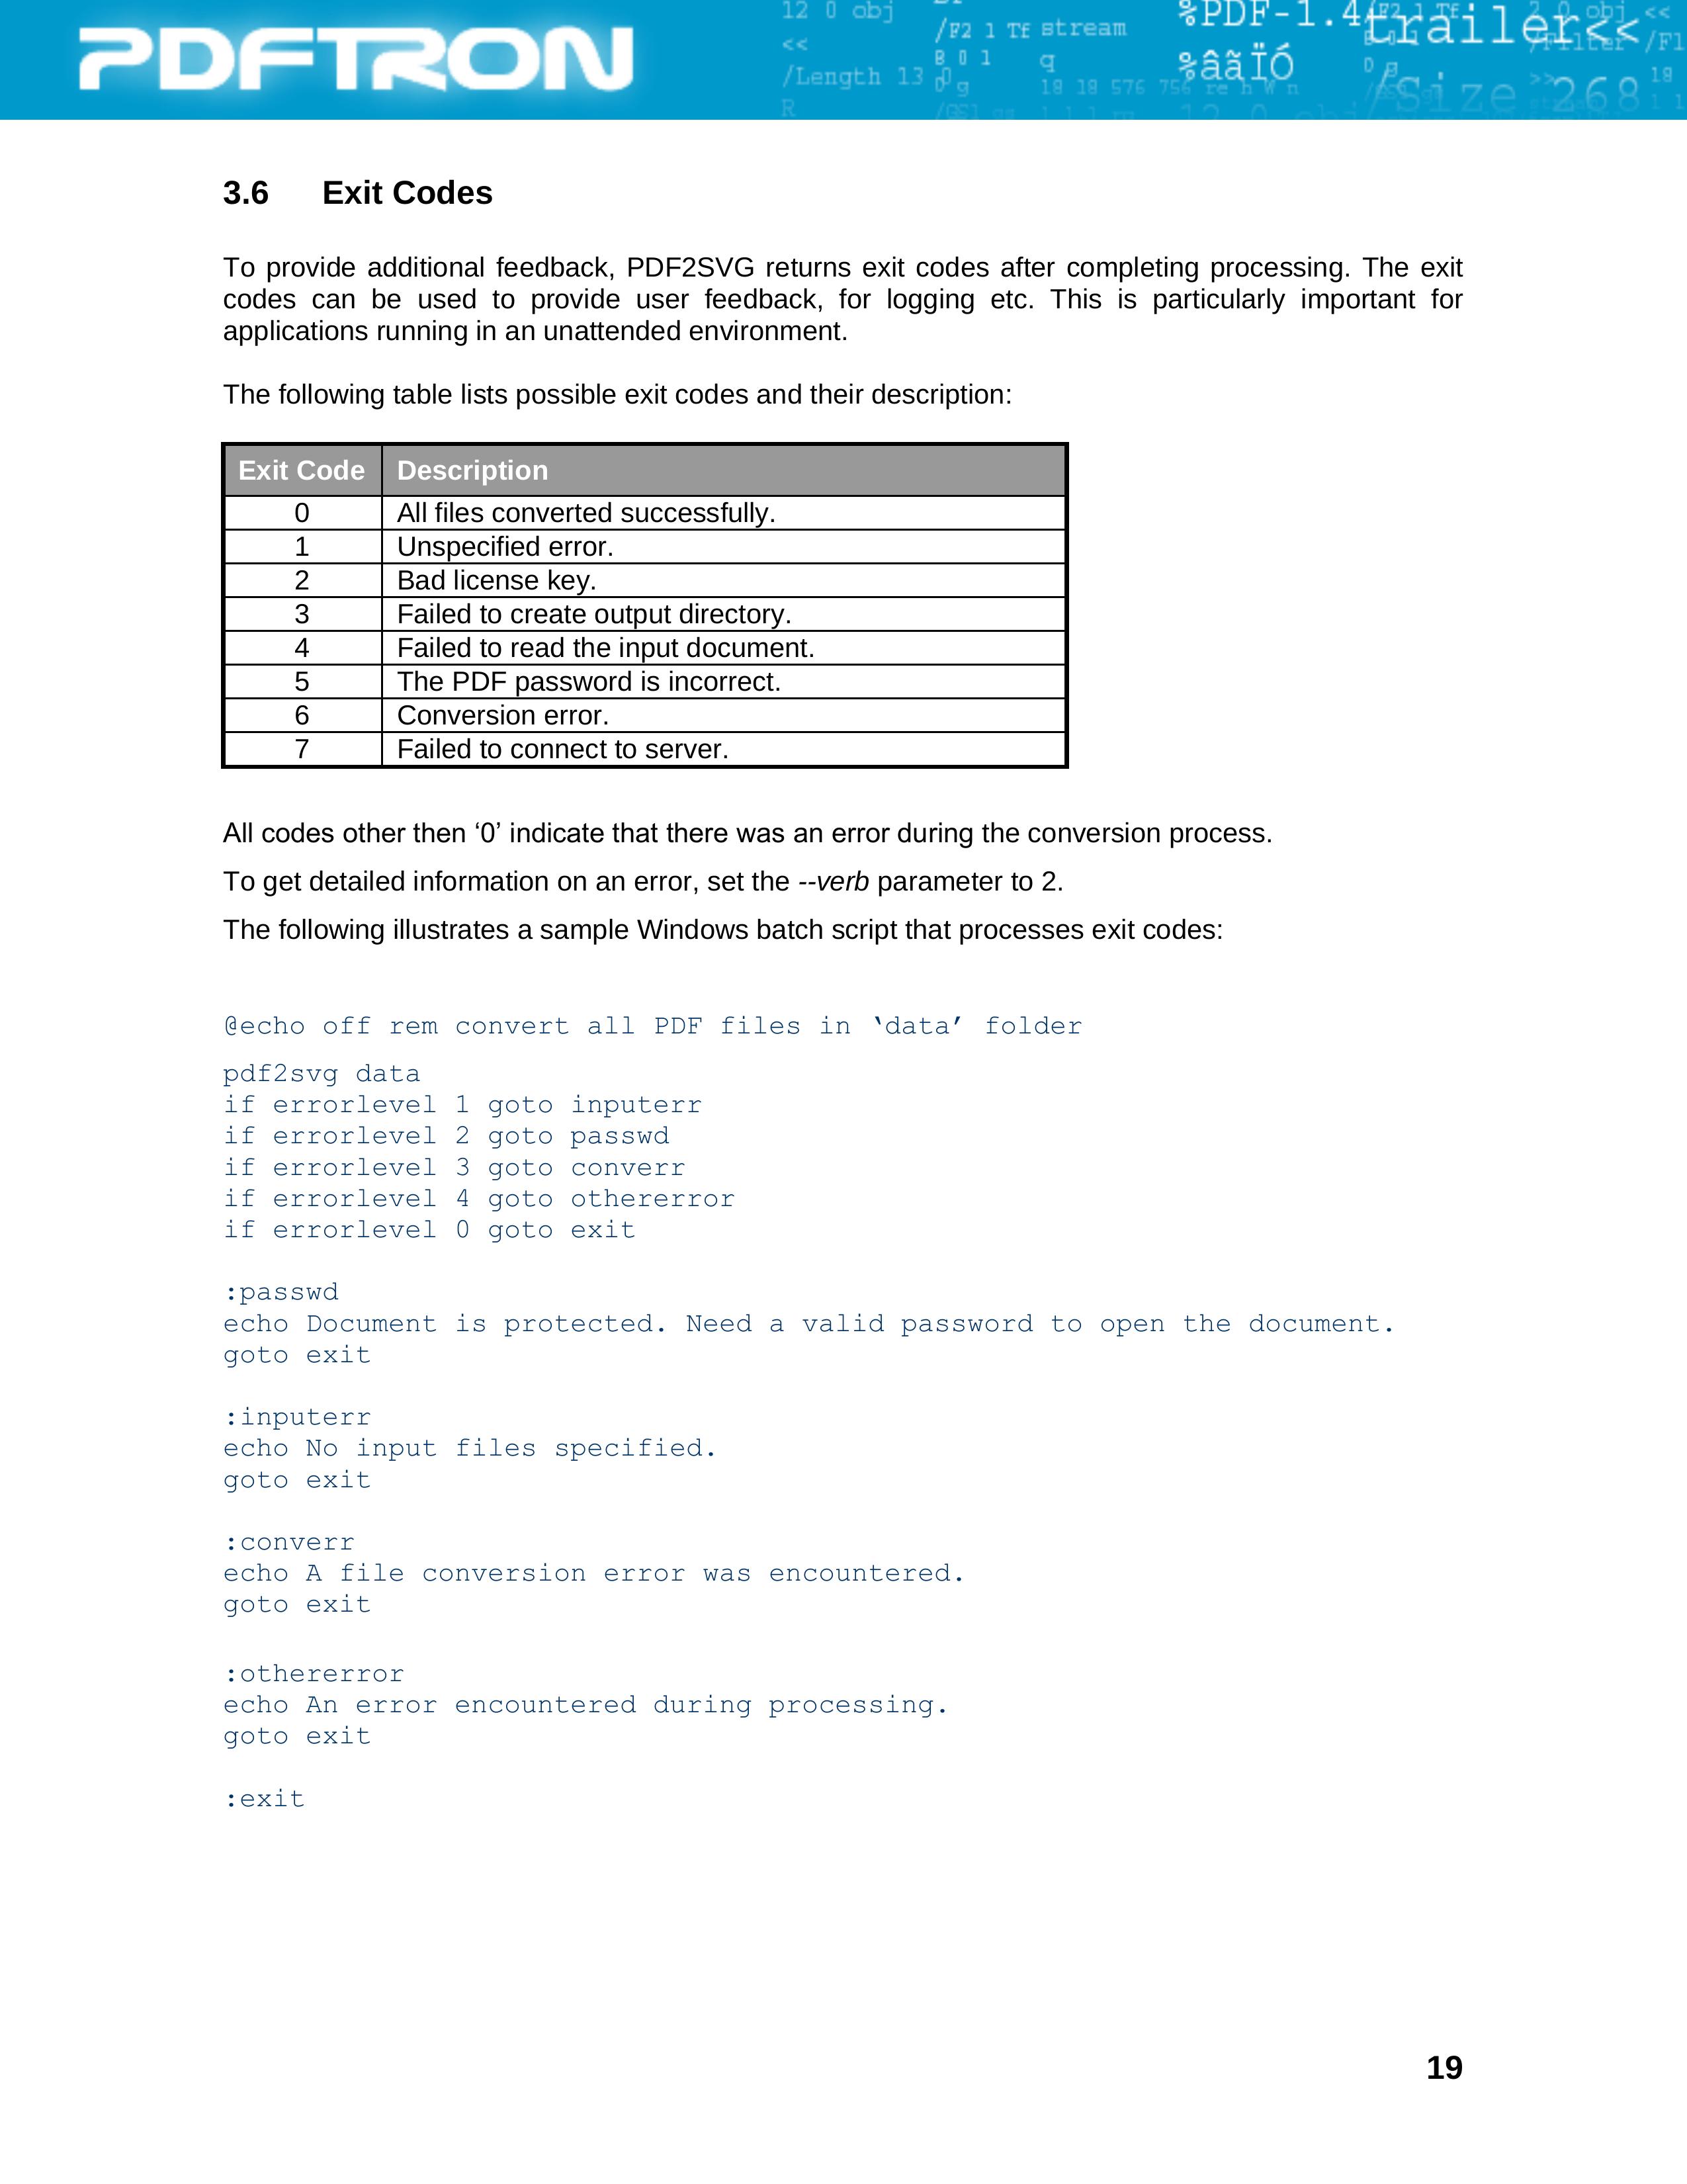 PDFTRON
12 0 obj
<<
/Length 13 0
R
/F2 1 Tf
stream
q
18 18 576 756 re h W n
%PDF-1.4
%âãÏÓ
trailer<<
/Size 268
3.6 Exit Codes
To provide additional feedback, PDF2SVG returns exit codes after completing processing. The exit
codes can be used to provide user feedback, for logging etc. This is particularly important for
applications running in an unattended environment.
The following table lists possible exit codes and their description:
Exit Code Description
0 All files converted successfully.
1 Unspecified error.
2 Bad license key.
3 Failed to create output directory.
4 Failed to read the input document.
5 The PDF password is incorrect.
6 Conversion error.
7 Failed to connect to server.
All codes other then ‘0’ indicate that there was an error during the conversion process.
To get detailed information on an error, set the --verb parameter to 2.
The following illustrates a sample Windows batch script that processes exit codes:
@echo off rem convert all PDF files in ‘data’ folder
pdf2svg data
if errorlevel 1 goto inputerr
if errorlevel 2 goto passwd
if errorlevel 3 goto converr
if errorlevel 4 goto othererror
if errorlevel 0 goto exit
:passwd
echo Document is protected. Need a valid password to open the document.
goto exit
:inputerr
echo No input files specified.
goto exit
:converr
echo A file conversion error was encountered.
goto exit
:othererror
echo An error encountered during processing.
goto exit
:exit
19